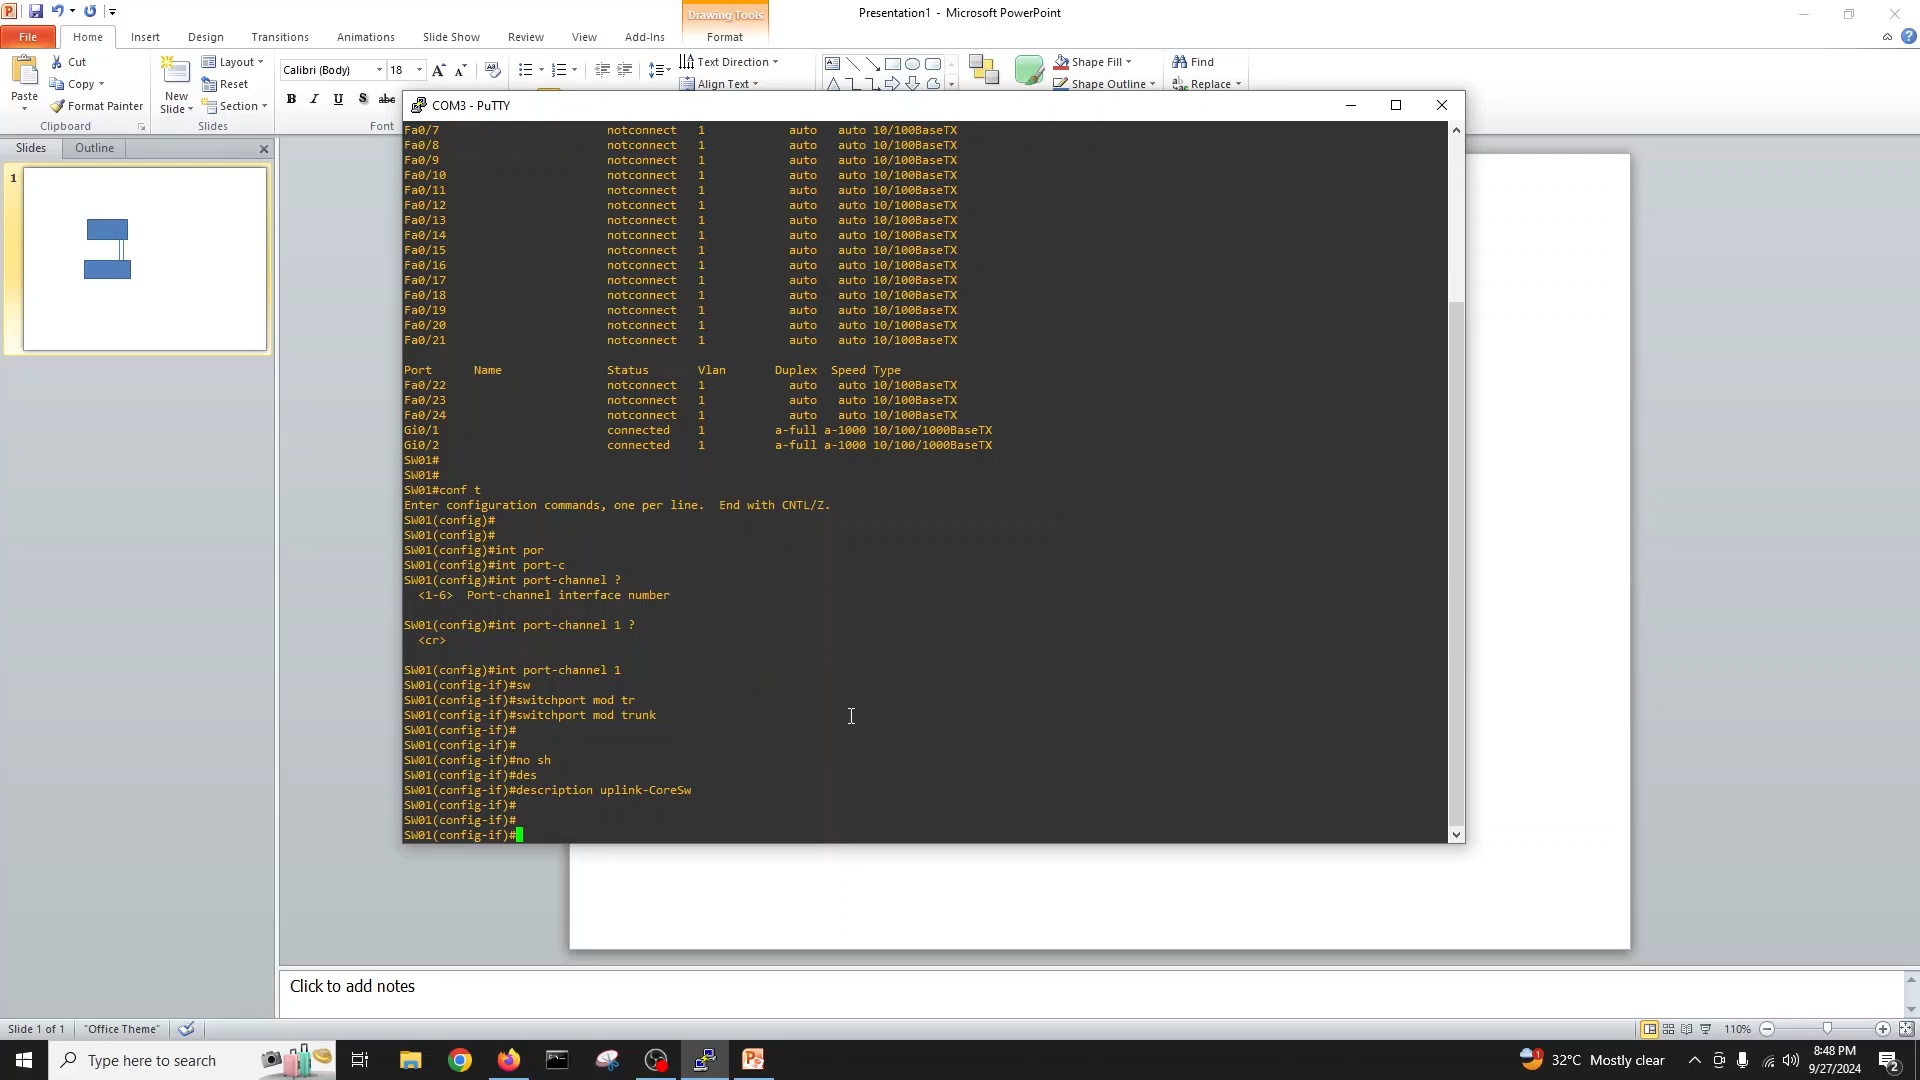 Presentation1 - Microsoft PowerPoint
Drawing Tools
File Home Insert Design Transitions Animations Slide Show Review View Add-Ins Format
Paste
Cut
Copy
Format Painter
Clipboard
New
Slide
Layout
Reset
Section
Slides
Calibri (Body) 18
B I U S abc
Font
Text Direction
Align Text
Shape Fill
Shape Outline
Find
Replace
Slides Outline
1
COM3 - PuTTY
Fa0/7 notconnect 1 auto auto 10/100BaseTX
Fa0/8 notconnect 1 auto auto 10/100BaseTX
Fa0/9 notconnect 1 auto auto 10/100BaseTX
Fa0/10 notconnect 1 auto auto 10/100BaseTX
Fa0/11 notconnect 1 auto auto 10/100BaseTX
Fa0/12 notconnect 1 auto auto 10/100BaseTX
Fa0/13 notconnect 1 auto auto 10/100BaseTX
Fa0/14 notconnect 1 auto auto 10/100BaseTX
Fa0/15 notconnect 1 auto auto 10/100BaseTX
Fa0/16 notconnect 1 auto auto 10/100BaseTX
Fa0/17 notconnect 1 auto auto 10/100BaseTX
Fa0/18 notconnect 1 auto auto 10/100BaseTX
Fa0/19 notconnect 1 auto auto 10/100BaseTX
Fa0/20 notconnect 1 auto auto 10/100BaseTX
Fa0/21 notconnect 1 auto auto 10/100BaseTX
Port Name Status Vlan Duplex Speed Type
Fa0/22 notconnect 1 auto auto 10/100BaseTX
Fa0/23 notconnect 1 auto auto 10/100BaseTX
Fa0/24 notconnect 1 auto auto 10/100BaseTX
Gi0/1 connected 1 a-full a-1000 10/100/1000BaseTX
Gi0/2 connected 1 a-full a-1000 10/100/1000BaseTX
SW01#
SW01#
SW01#conf t
Enter configuration commands, one per line. End with CNTL/Z.
SW01(config)#
SW01(config)#
SW01(config)#int por
SW01(config)#int port-c
SW01(config)#int port-channel ?
<1-6> Port-channel interface number
SW01(config)#int port-channel 1 ?
<cr>
SW01(config)#int port-channel 1
SW01(config-if)#sw
SW01(config-if)#switchport mod tr
SW01(config-if)#switchport mod trunk
SW01(config-if)#
SW01(config-if)#
SW01(config-if)#no sh
SW01(config-if)#des
SW01(config-if)#description uplink-CoreSw
SW01(config-if)#
SW01(config-if)#
SW01(config-if)#
Click to add notes
Slide 1 of 1 "Office Theme" 110%
Type here to search
32°C Mostly clear
8:48 PM
9/27/2024
2